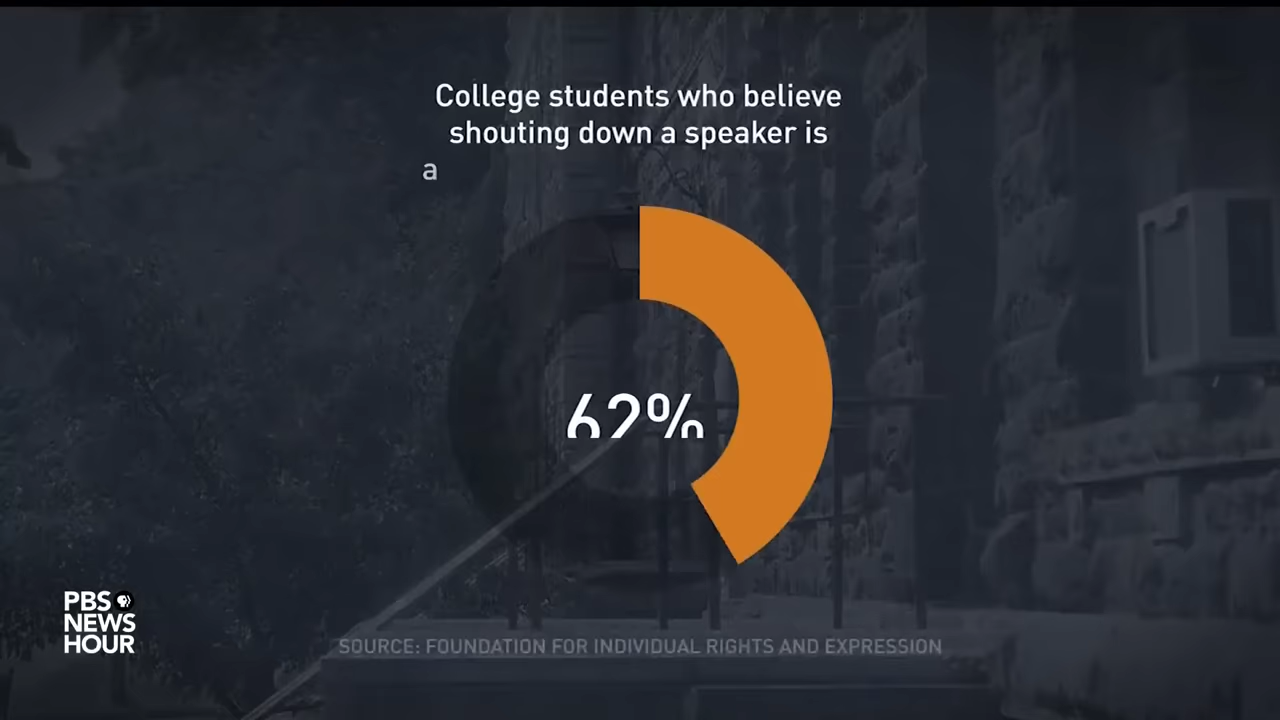 College students who believe
shouting down a speaker is
a
62%
PBS
NEWS
HOUR
SOURCE: FOUNDATION FOR INDIVIDUAL RIGHTS AND EXPRESSION